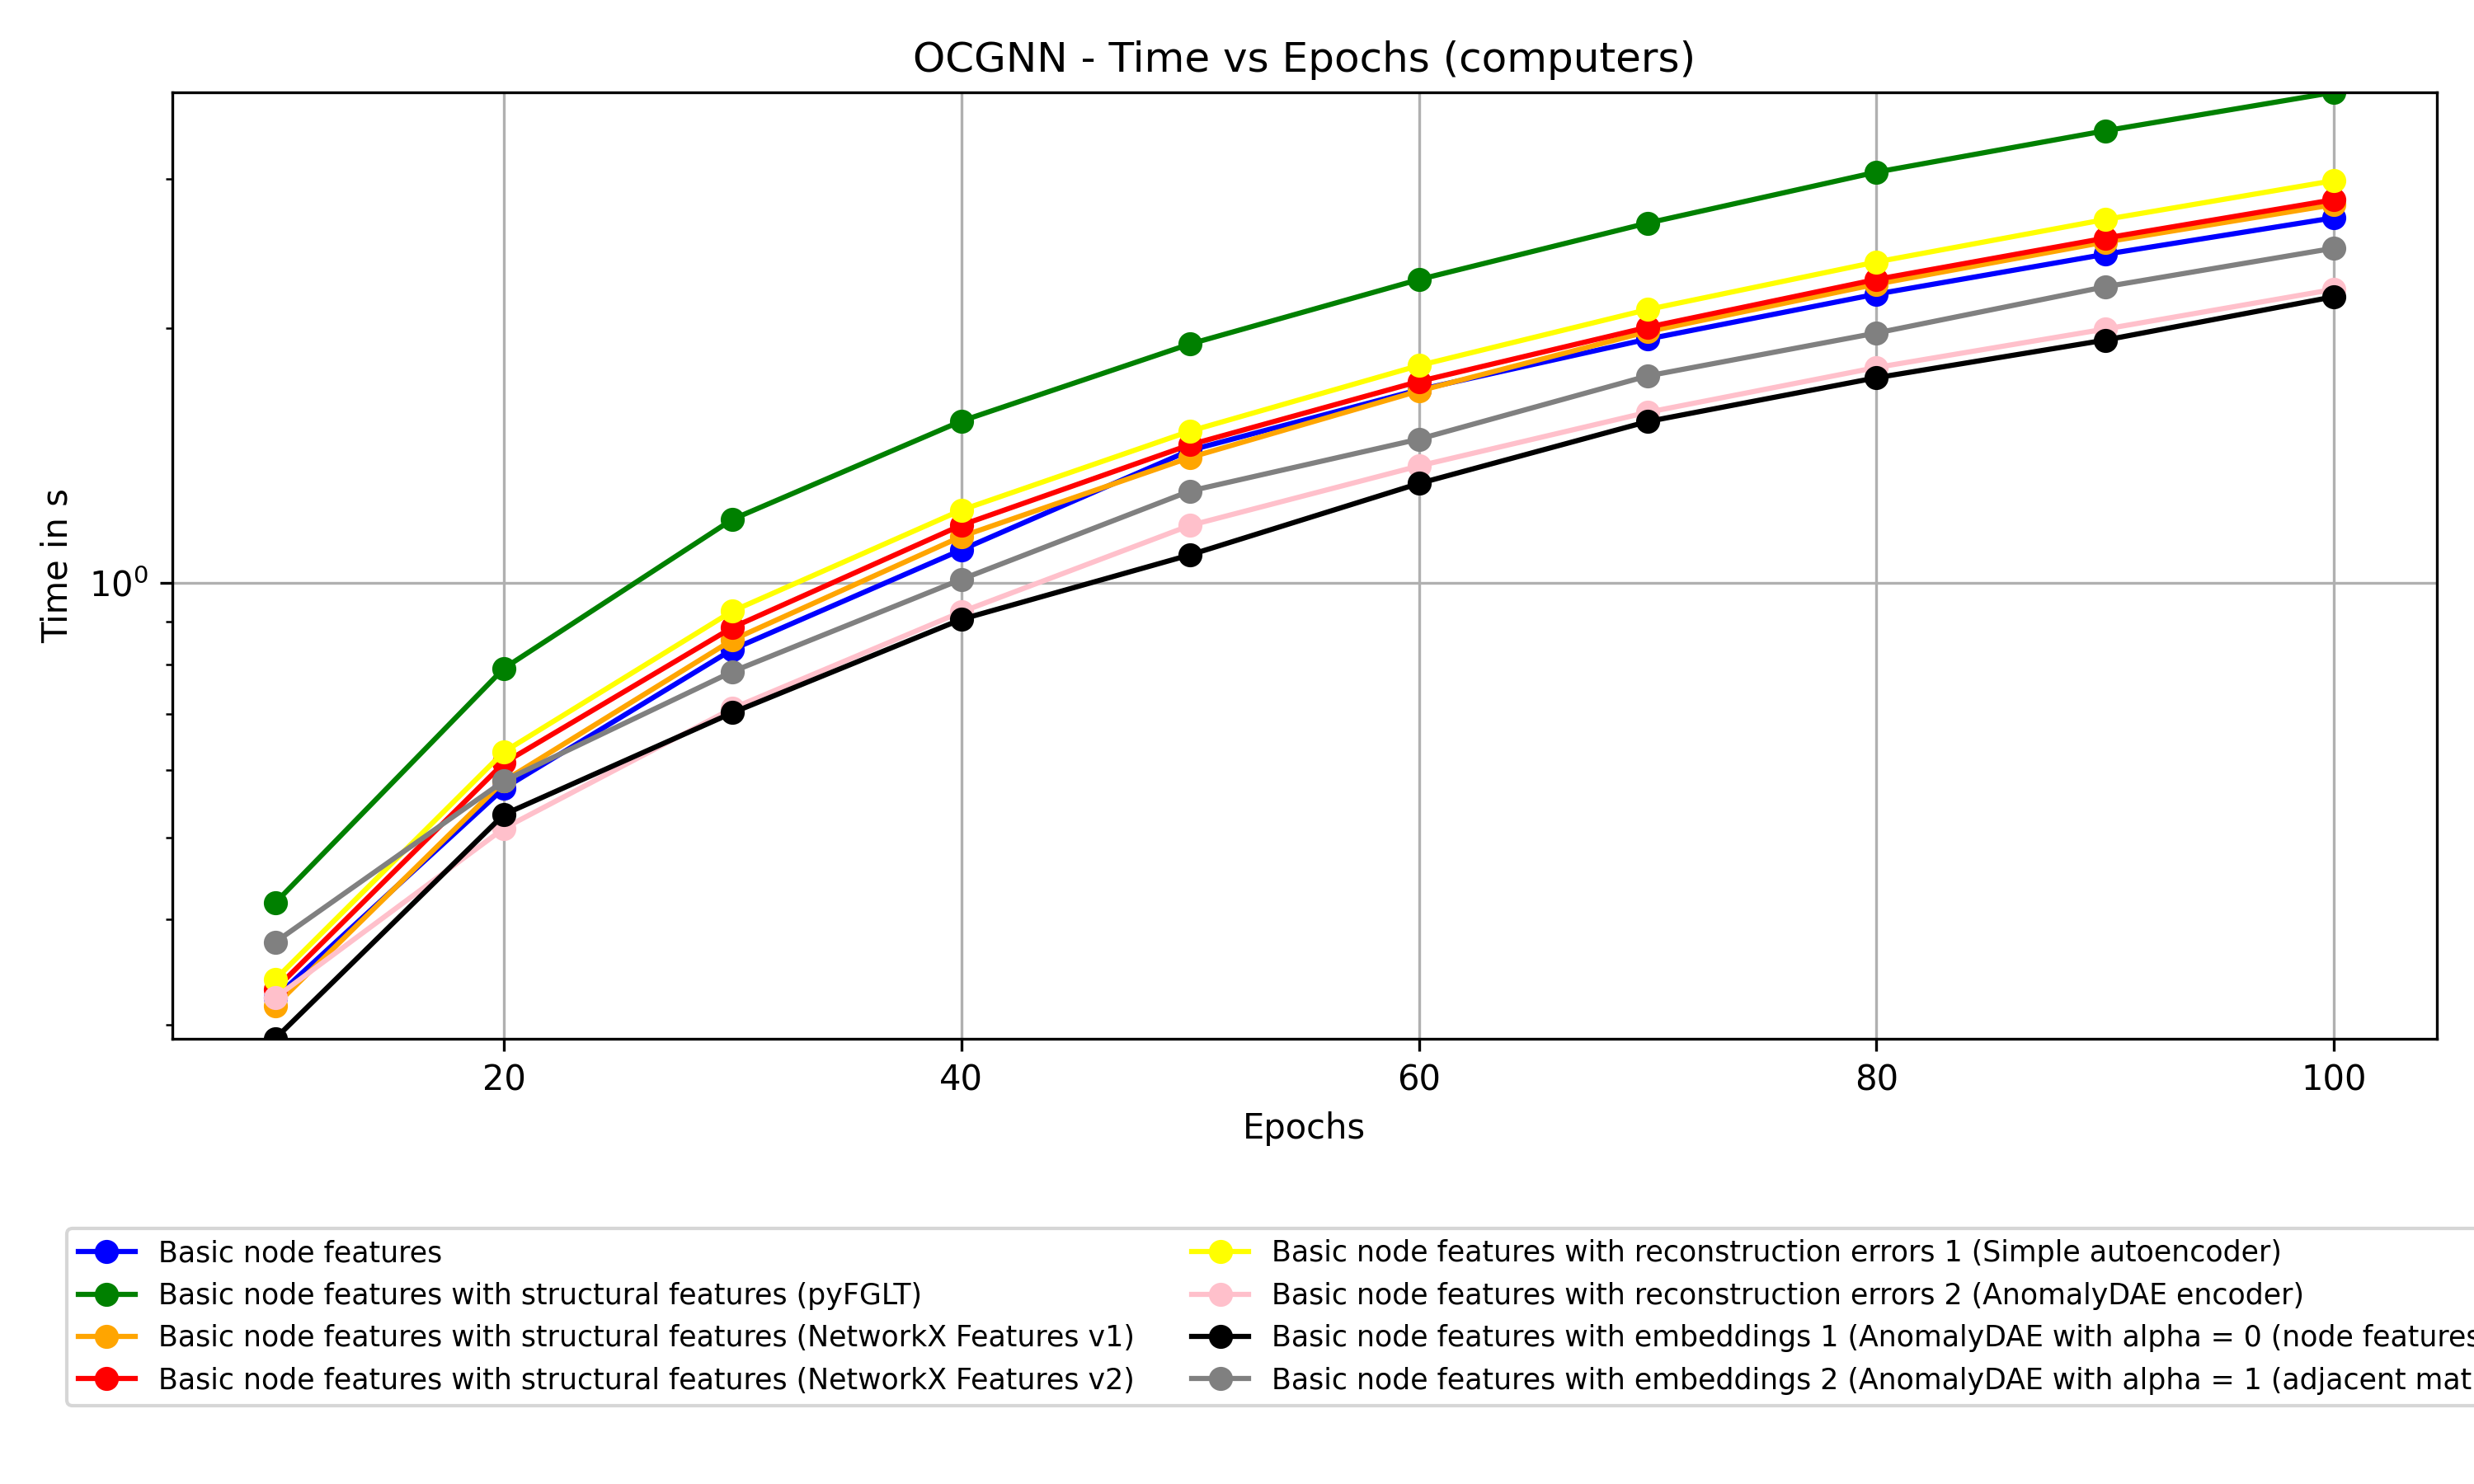 OCGNN - Time vs Epochs (computers)
Time in s
10⁰
20 40 60 80 100
Epochs
Basic node features
Basic node features with structural features (pyFGLT)
Basic node features with structural features (NetworkX Features v1)
Basic node features with structural features (NetworkX Features v2)
Basic node features with reconstruction errors 1 (Simple autoencoder)
Basic node features with reconstruction errors 2 (AnomalyDAE encoder)
Basic node features with embeddings 1 (AnomalyDAE with alpha = 0 (node features
Basic node features with embeddings 2 (AnomalyDAE with alpha = 1 (adjacent mat